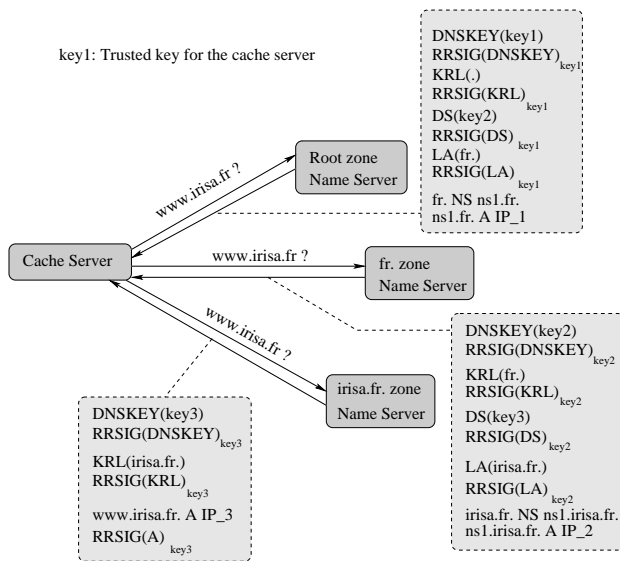 key1: Trusted key for the cache server
DNSKEY(key1)
RRSIG(DNSKEY)key1
KRL(.)
RRSIG(KRL)key1
DS(key2)
RRSIG(DS)key1
LA(fr.)
RRSIG(LA)key1
fr. NS ns1.fr.
ns1.fr. A IP_1
Root zone
Name Server
www.irisa.fr ?
Cache Server
www.irisa.fr ?
fr. zone
Name Server
www.irisa.fr ?
DNSKEY(key2)
RRSIG(DNSKEY)key2
KRL(fr.)
RRSIG(KRL)key2
DS(key3)
RRSIG(DS)key2
LA(irisa.fr.)
RRSIG(LA)key2
irisa.fr. NS ns1.irisa.fr.
ns1.irisa.fr. A IP_2
irisa.fr. zone
Name Server
DNSKEY(key3)
RRSIG(DNSKEY)key3
KRL(irisa.fr.)
RRSIG(KRL)key3
www.irisa.fr. A IP_3
RRSIG(A)key3